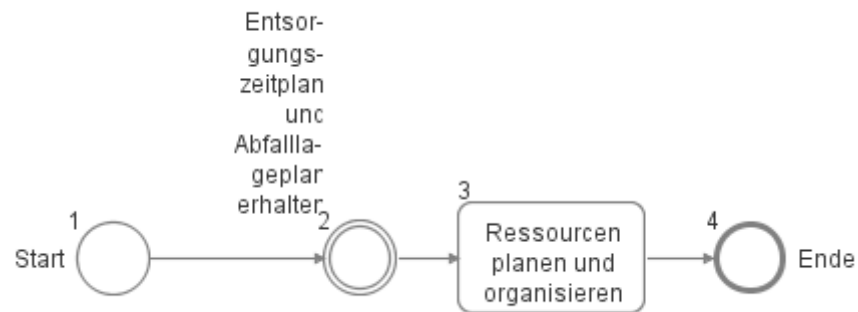 Entsor-
gungs-
zeitplan
und
Abfallla-
geplan
erhalten
1
2
3
4
Start
Ressourcen
planen und
organisieren
Ende